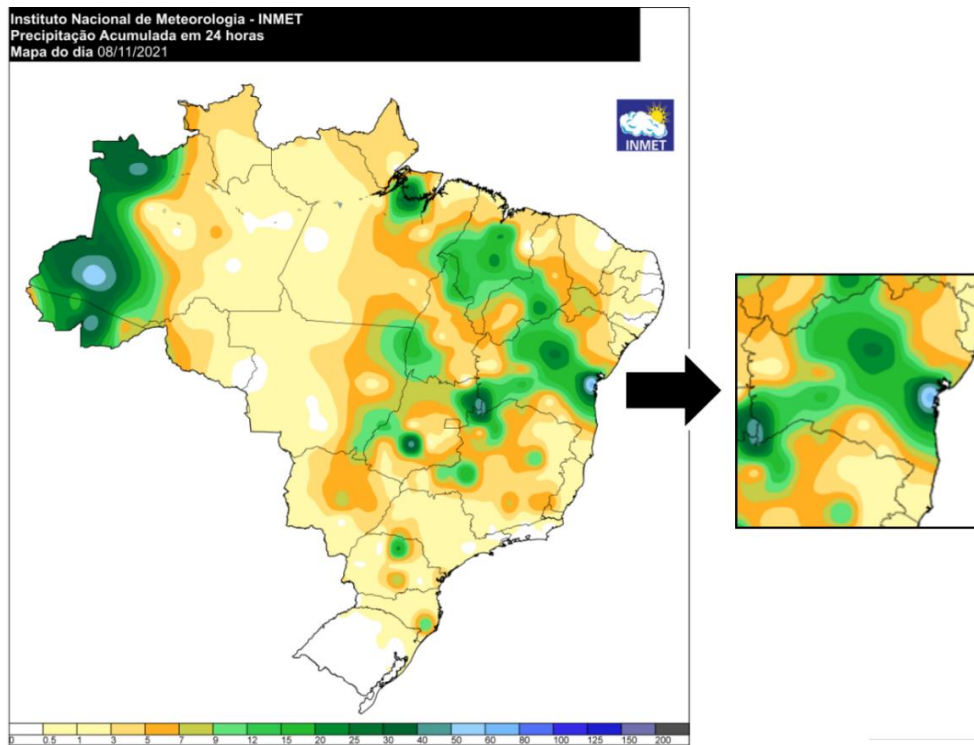 Instituto Nacional de Meteorologia - INMET
Precipitação Acumulada em 24 horas
Mapa do dia 08/11/2021
INMET
0 0.5 1 3 5 7 9 12 15 20 25 30 40 50 60 80 100 125 150 200